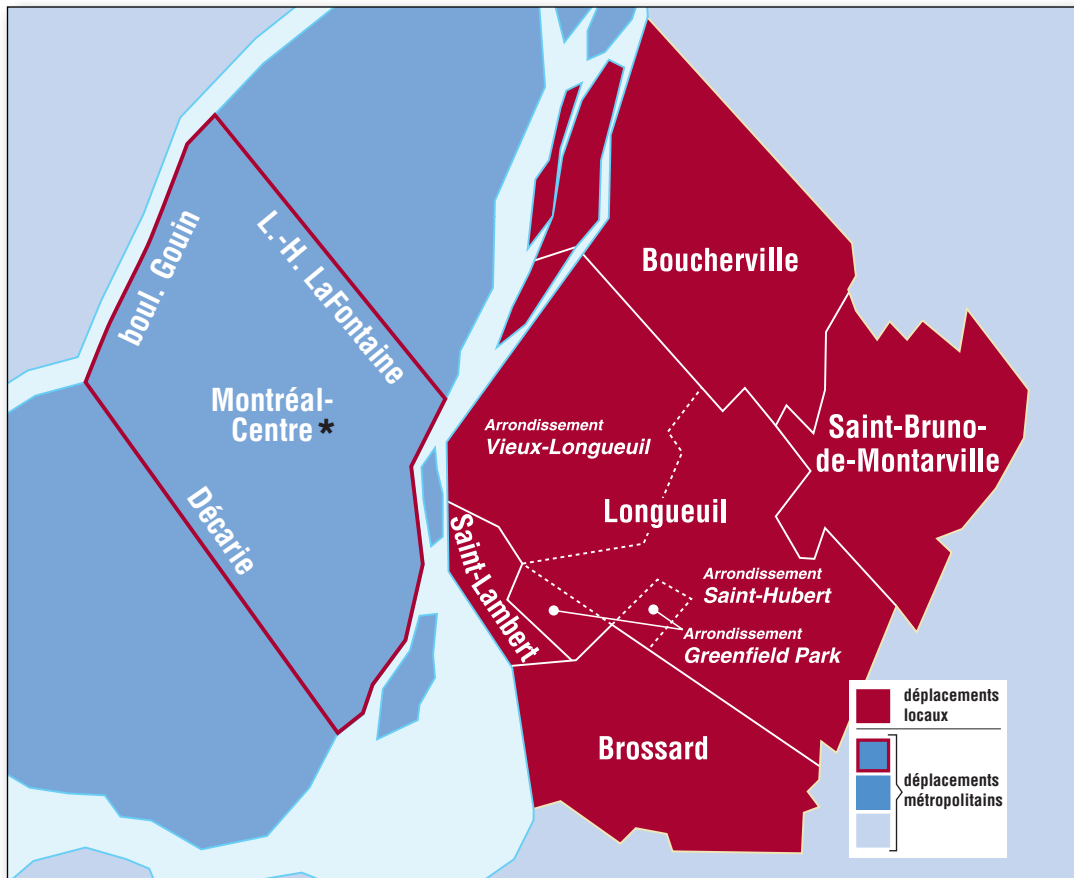 boul. Gouin
L.-H. LaFontaine
Montréal-
Centre *
Décarie
Boucherville
Saint-Bruno-
de-Montarville
Arrondissement
Vieux-Longueuil
Longueuil
Saint-Lambert
Arrondissement
Saint-Hubert
Arrondissement
Greenfield Park
Brossard
déplacements
locaux
déplacements
métropolitains